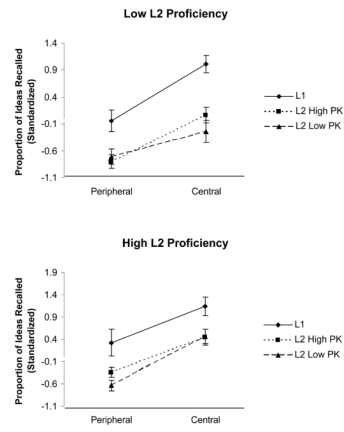 Low L2 Proficiency
Proportion of Ideas Recalled
(Standardized)
1.4
0.9
0.4
-0.1
-0.6
-1.1
Peripheral
Central
L1
L2 High PK
L2 Low PK
High L2 Proficiency
Proportion of Ideas Recalled
(Standardized)
1.9
1.4
0.9
0.4
-0.1
-0.6
-1.1
Peripheral
Central
L1
L2 High PK
L2 Low PK